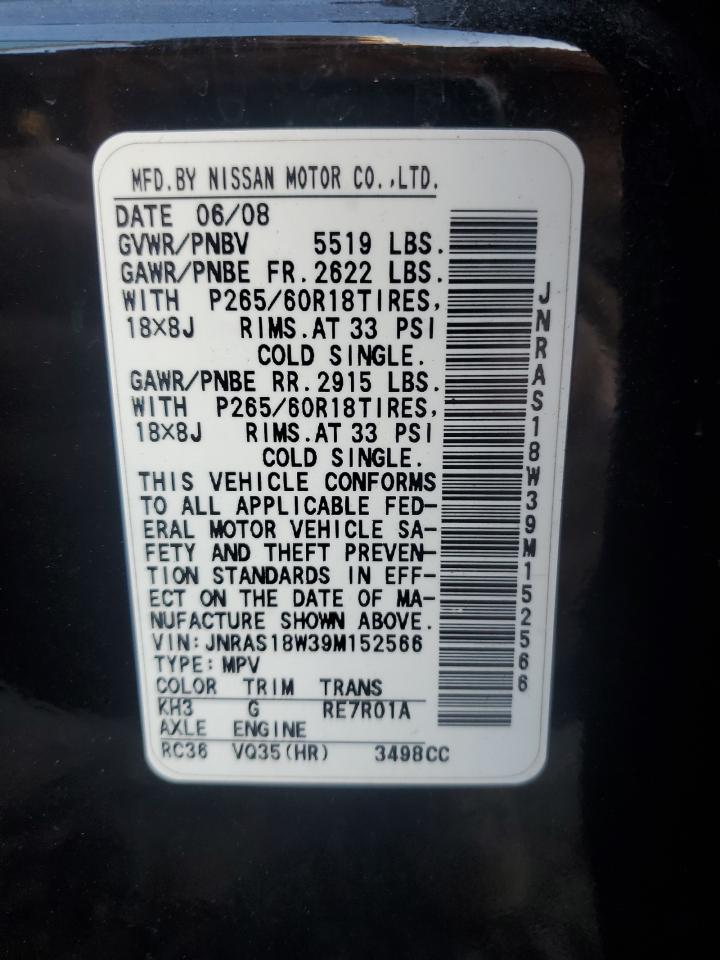 MFD.BY NISSAN MOTOR CO.,LTD.
DATE 06/08
GVWR/PNBV 5519 LBS.
GAWR/PNBE FR.2622 LBS.
WITH P265/60R18TIRES,
18×8J RIMS.AT 33 PSI
COLD SINGLE.
GAWR/PNBE RR.2915 LBS.
WITH P265/60R18TIRES,
18×8J RIMS.AT 33 PSI
COLD SINGLE.
THIS VEHICLE CONFORMS
TO ALL APPLICABLE FED-
ERAL MOTOR VEHICLE SA-
FETY AND THEFT PREVEN-
TION STANDARDS IN EFF-
ECT ON THE DATE OF MA-
NUFACTURE SHOWN ABOVE.
VIN:JNRAS18W39M152566
TYPE:MPV
COLOR TRIM TRANS
KH3 G RE7R01A
AXLE ENGINE
RC36 VQ35(HR) 3498CC
JNRAS18W39M152566